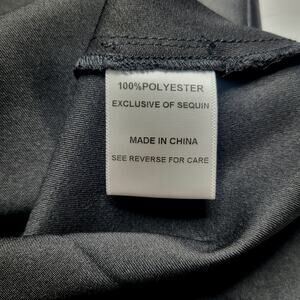 100%POLYESTER
EXCLUSIVE OF SEQUIN
MADE IN CHINA
SEE REVERSE FOR CARE